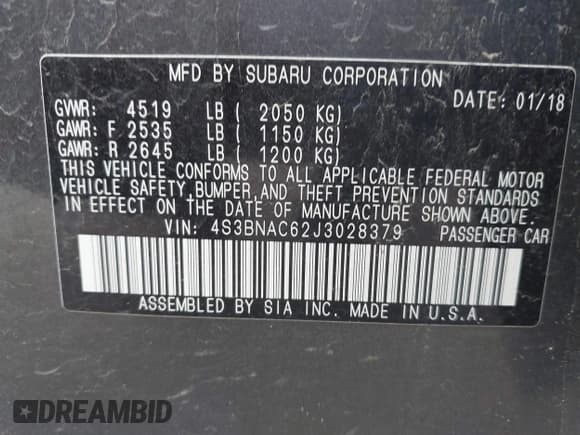 MFD BY SUBARU CORPORATION
DATE: 01/18
GVWR: 4519 LB ( 2050 KG)
GAWR: F 2535 LB ( 1150 KG)
GAWR: R 2645 LB ( 1200 KG)
THIS VEHICLE CONFORMS TO ALL APPLICABLE FEDERAL MOTOR
VEHICLE SAFETY, BUMPER, AND THEFT PREVENTION STANDARDS
IN EFFECT ON THE DATE OF MANUFACTURE SHOWN ABOVE.
VIN: 4S3BNAC62J3028379 PASSENGER CAR
ASSEMBLED BY SIA INC. MADE IN U.S.A.
DREAMBID